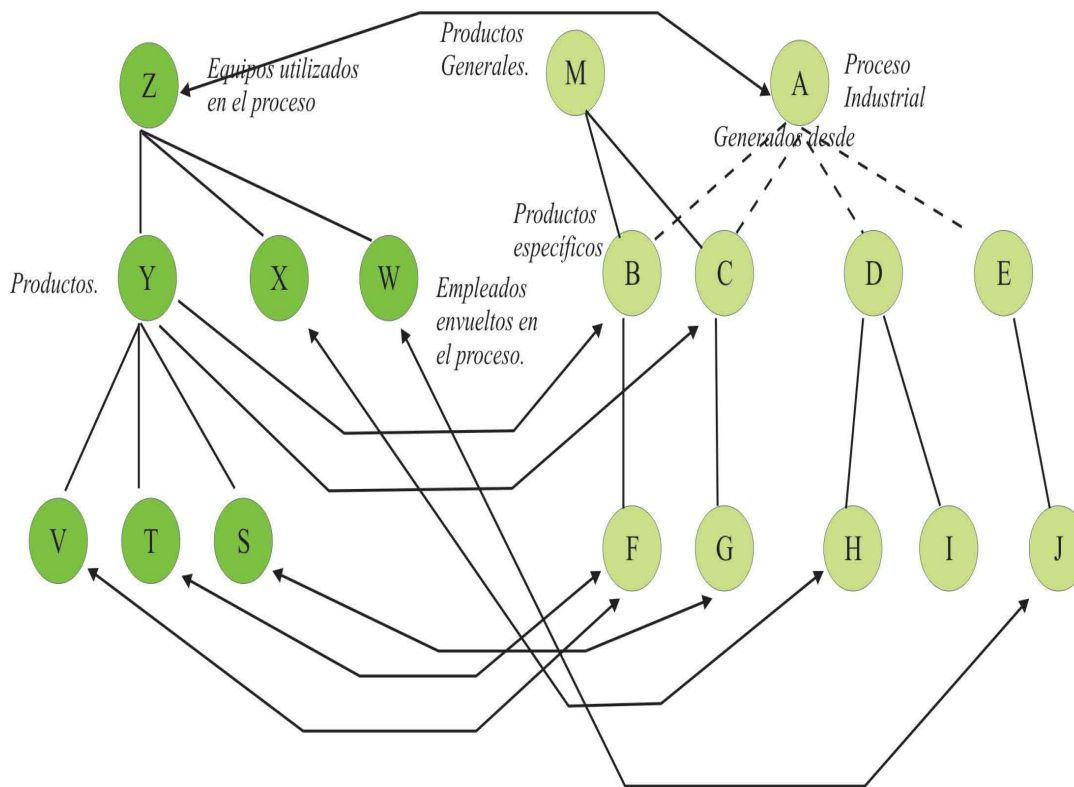 Z
Equipos utilizados
en el proceso
Productos
Generales.
M
A
Proceso
Industrial
Generados desde
Productos.
Y
X
W
Empleados
envueltos en
el proceso.
Productos
específicos
B
C
D
E
V
T
S
F
G
H
I
J